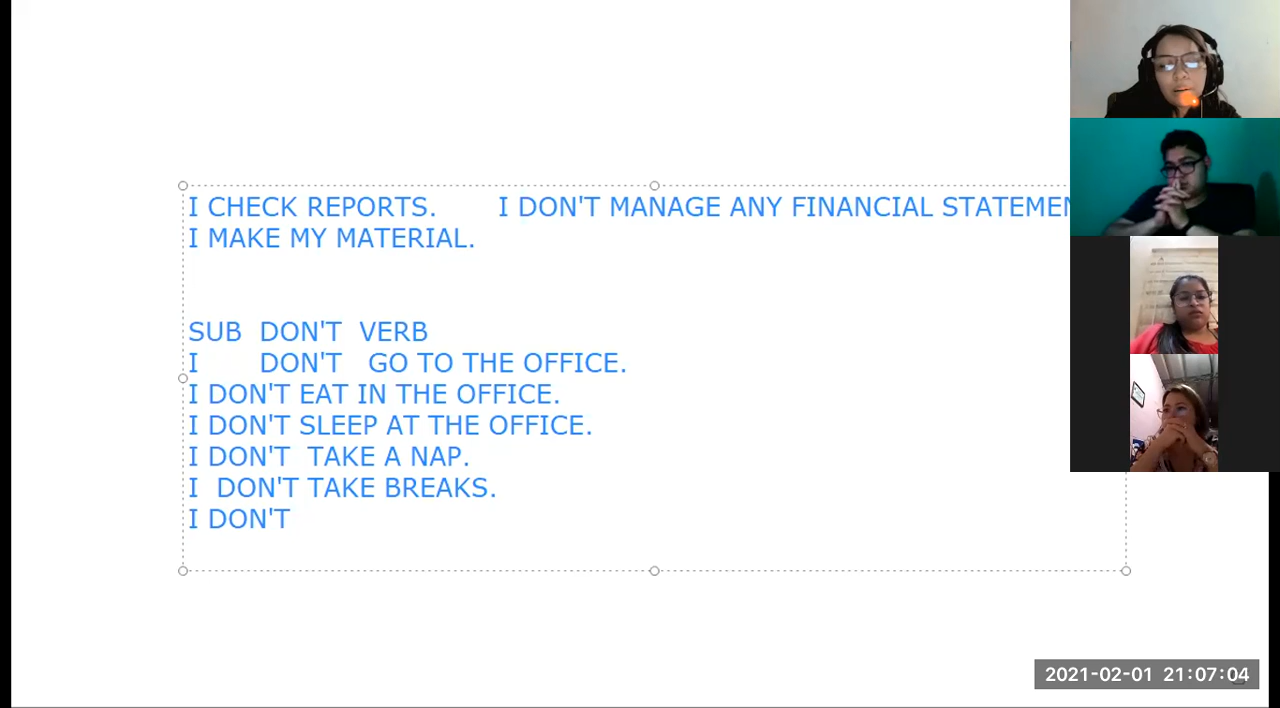 I CHECK REPORTS. I DON'T MANAGE ANY FINANCIAL
I MAKE MY MATERIAL.
SUB DON'T VERB
I DON'T GO TO THE OFFICE.
I DON'T EAT IN THE OFFICE.
I DON'T SLEEP AT THE OFFICE.
I DON'T TAKE A NAP.
I DON'T TAKE BREAKS.
I DON'T
2021-02-01 21:07:04